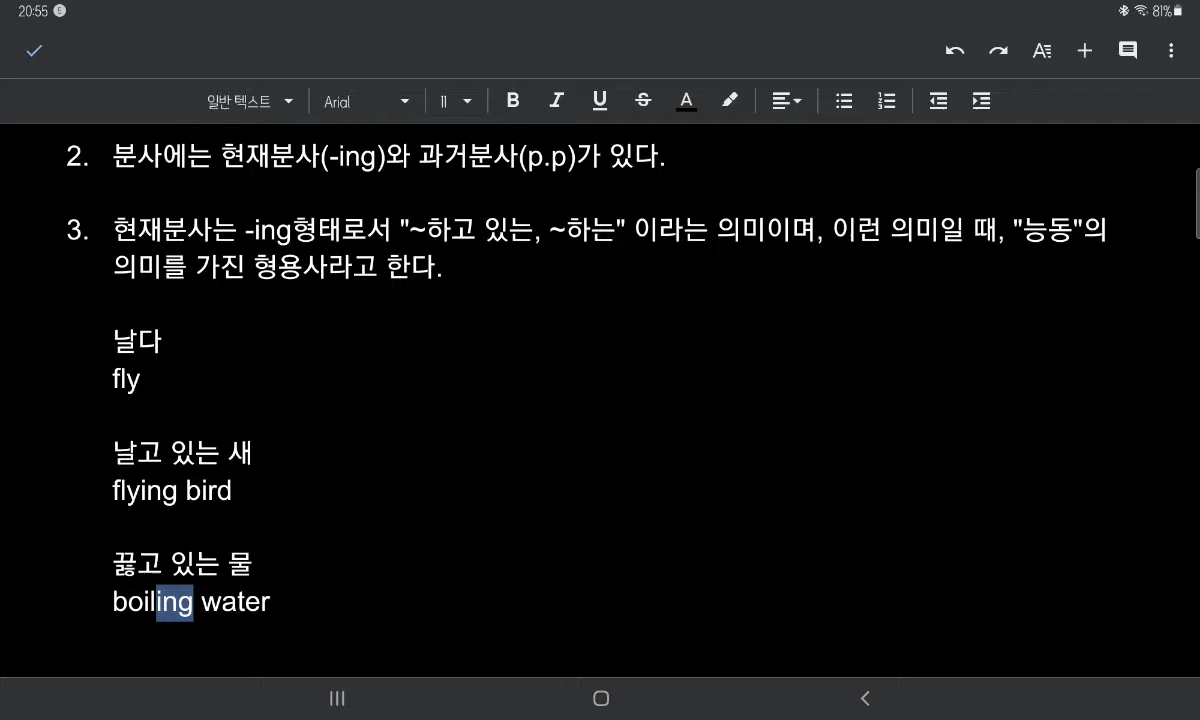 20:55 5 81%
일반 텍스트 Arial 11 B I U S A
2. 분사에는 현재분사(-ing)와 과거분사(p.p)가 있다.
3. 현재분사는 -ing형태로서 "~하고 있는, ~하는" 이라는 의미이며, 이런 의미일 때, "능동"의
의미를 가진 형용사라고 한다.
날다
fly
날고 있는 새
flying bird
끓고 있는 물
boiling water